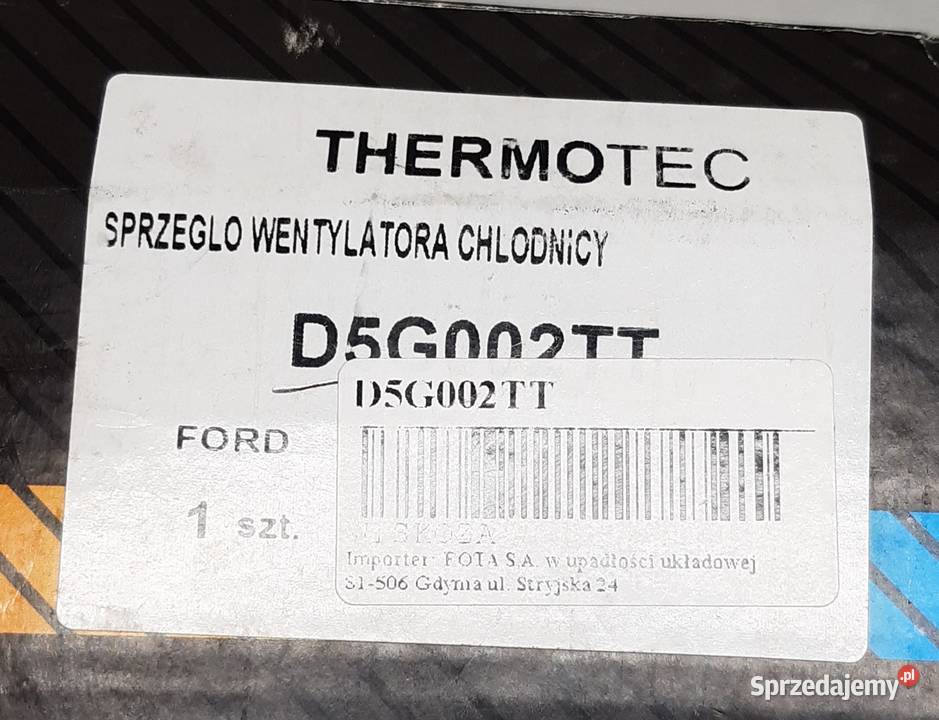 THERMOTEC
SPRZEGLO WENTYLATORA CHLODNICY
D5G002TT
D5G002TT
FORD
1 szt.
WISKOZA
Importer: FOTA S.A. w upadłości układowej
81-506 Gdynia ul. Stryjska 24
Sprzedajemy.pl